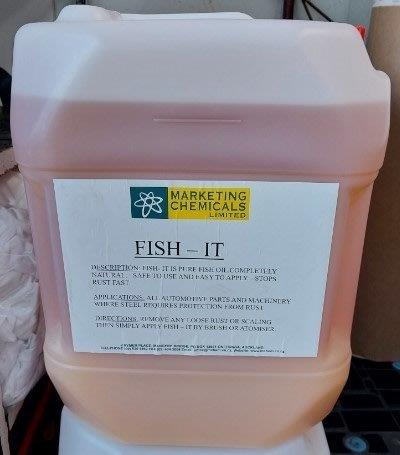 MARKETING
CHEMICALS
LIMITED
FISH – IT
DESCRIPTION: FISH- IT IS PURE FISH OIL, COMPLETELY
NATURAL. SAFE TO USE AND EASY TO APPLY – STOPS
RUST FAST
APPLICATIONS: ALL AUTOMOTIVE PARTS AND MACHINERY
WHERE STEEL REQUIRES PROTECTION FROM RUST
DIRECTIONS: REMOVE ANY LOOSE RUST OR SCALING
THEN SIMPLY APPLY FISH – IT BY BRUSH OR ATOMISER